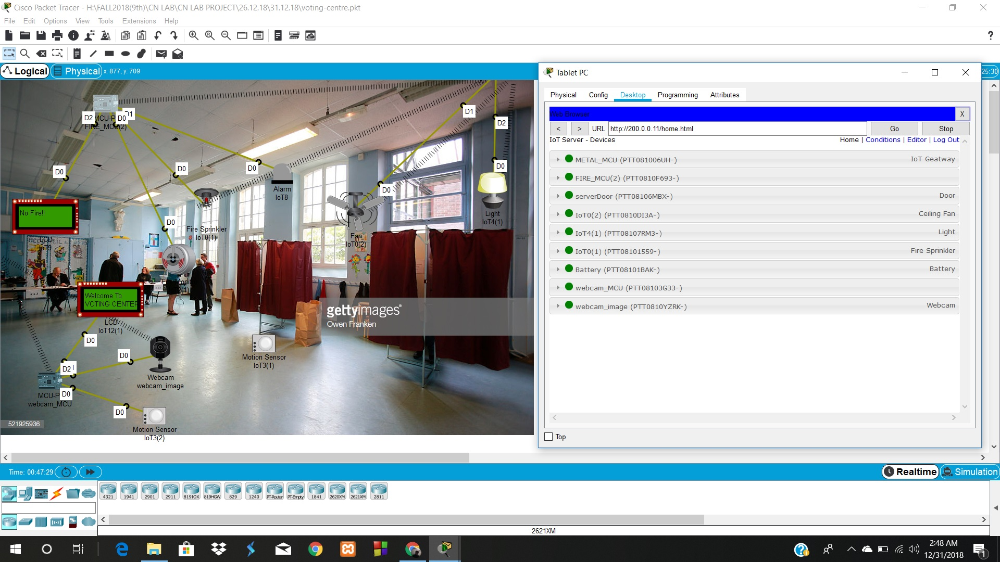 Cisco Packet Tracer - H:\FALL2018(9th)\CN LAB\CN LAB PROJECT\26.12.18\31.12.18\voting-centre.pkt
File Edit Options View Tools Extensions Help
?
Logical Physical x: 877, y: 709
25:30
D2 D0
FIRE_MCU(2)
D1
D2
D0
D0
D0
D0
D0
Alarm
IoT8
No Fire!!
LCD
IoT9
D0
Fire Sprinkler
IoT0(1)
Fan
IoT0(2)
Light
IoT4(1)
Welcome To
VOTING CENTER
LCD
IoT12(1)
gettyimages®
Owen Franken
D0
D0
Webcam
webcam_image
Motion Sensor
IoT3(1)
D2
D0
webcam_MCU
D0
Motion Sensor
IoT3(2)
521925936
Tablet PC
Physical Config Desktop Programming Attributes
Web Browser X
< > URL http://200.0.0.11/home.html Go Stop
IoT Server - Devices Home | Conditions | Editor | Log Out
METAL_MCU (PTT081006UH-) IoT Geatway
FIRE_MCU(2) (PTT0810F693-)
serverDoor (PTT08106MBX-) Door
IoT0(2) (PTT0810DI3A-) Ceiling Fan
IoT4(1) (PTT08107RM3-) Light
IoT0(1) (PTT08101559-) Fire Sprinkler
Battery (PTT08101BAK-) Battery
webcam_MCU (PTT08103G33-)
webcam_image (PTT0810YZRK-) Webcam
Top
Time: 00:47:29 Realtime Simulation
4321 1941 2901 2911 819IOX 819HGW 829 1240 PT-Router PT-Empty 1841 2620XM 2621XM 2811
2621XM
2:48 AM
12/31/2018
1